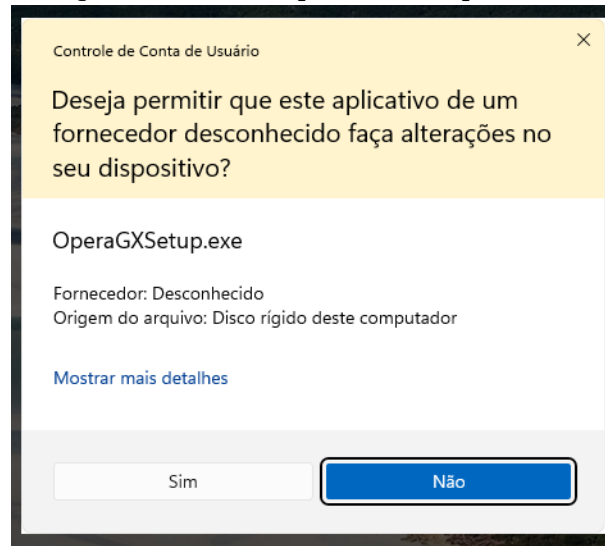 Controle de Conta de Usuário
Deseja permitir que este aplicativo de um
fornecedor desconhecido faça alterações no
seu dispositivo?
OperaGXSetup.exe
Fornecedor: Desconhecido
Origem do arquivo: Disco rígido deste computador
Mostrar mais detalhes
Sim
Não